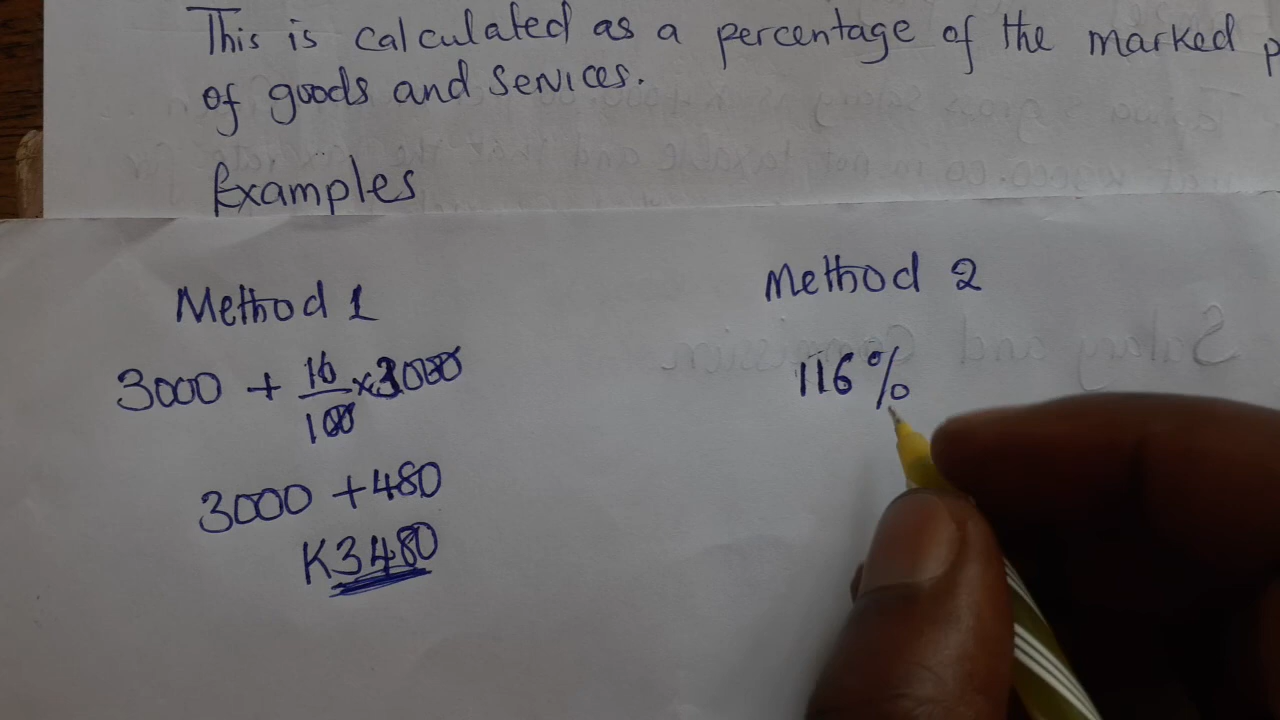 This is calculated as a percentage of the marked p
of goods and services.
Examples
Method 1
3000 + 16/100 x 3000
3000 + 480
K3480
Method 2
116%